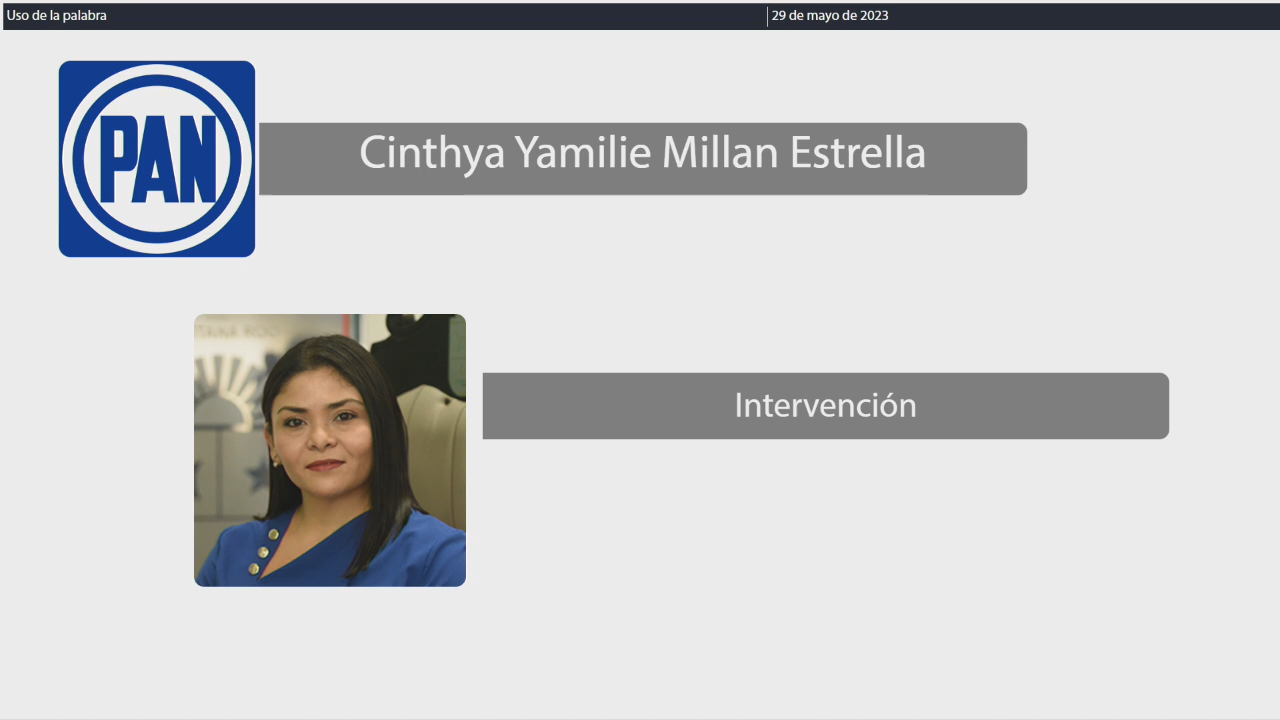 Uso de la palabra
29 de mayo de 2023
PAN
Cinthya Yamilie Millan Estrella
Intervención